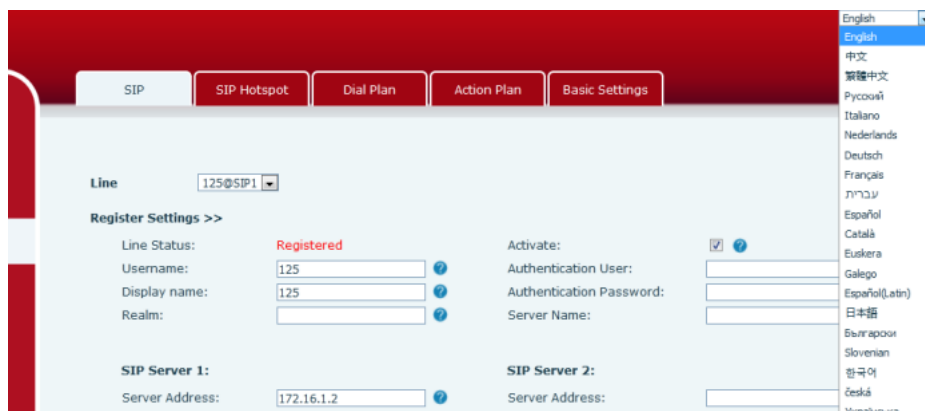 English
English
中文
繁體中文
Русский
Italiano
Nederlands
Deutsch
Français
עברית
Español
Català
Euskera
Galego
Español(Latin)
日本語
Български
Slovenian
한국어
česká
SIP
SIP Hotspot
Dial Plan
Action Plan
Basic Settings
Line 125@SIP1
Register Settings >>
Line Status: Registered Activate:
Username: 125 Authentication User:
Display name: 125 Authentication Password:
Realm: Server Name:
SIP Server 1: SIP Server 2:
Server Address: 172.16.1.2 Server Address: